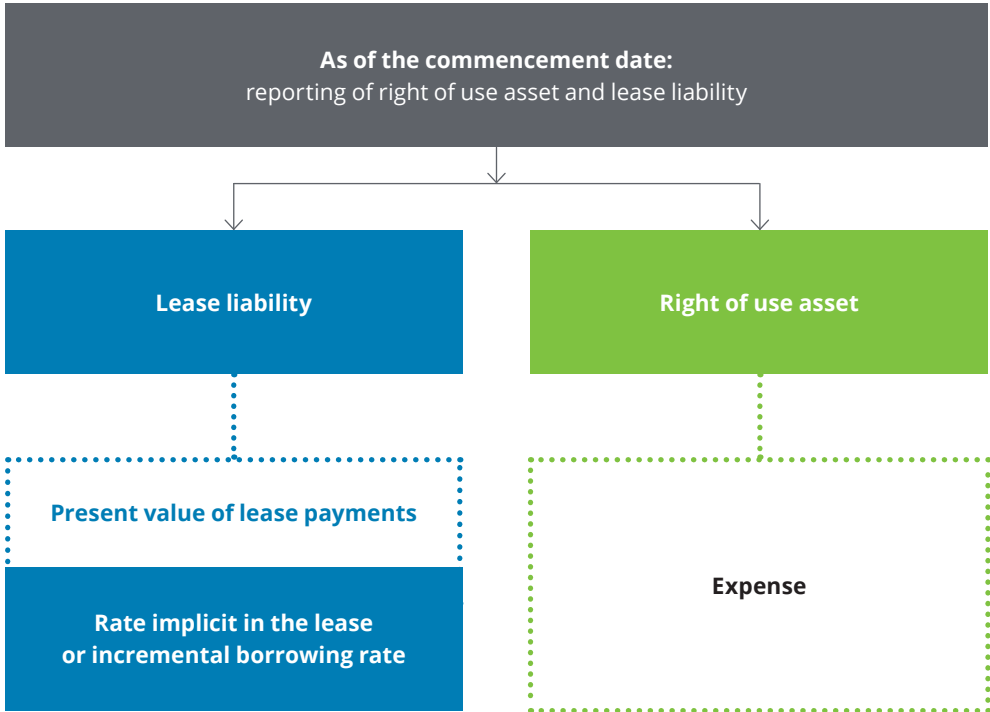 As of the commencement date:
reporting of right of use asset and lease liability
Lease liability
Right of use asset
Present value of lease payments
Rate implicit in the lease
or incremental borrowing rate
Expense